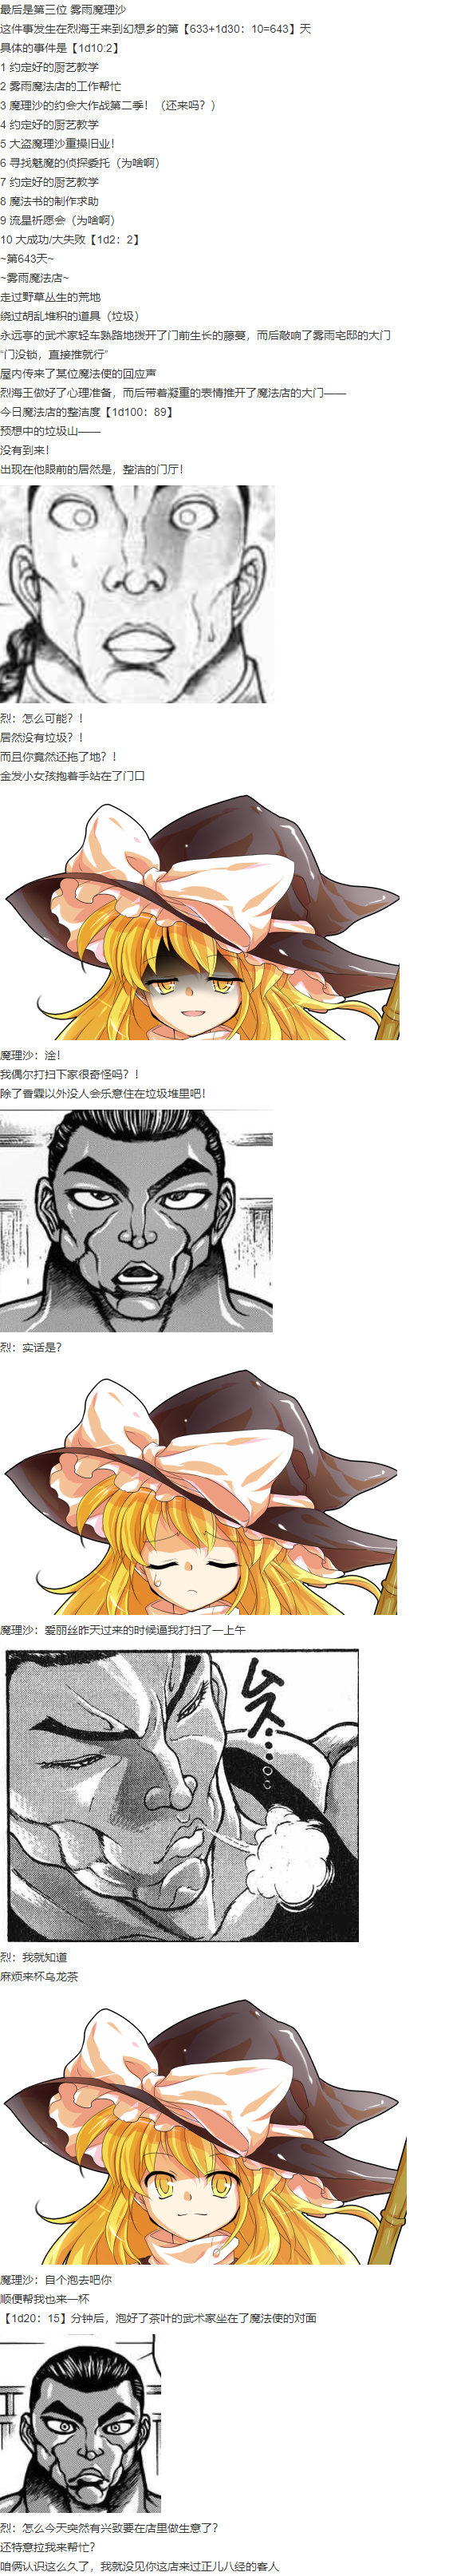 最后是第三位 雾雨魔理沙
这件事发生在烈海王来到幻想乡的第【633+1d30：10=643】天
具体的事件是【1d10:2】
1 约定好的厨艺教学
2 雾雨魔法店的工作帮忙
3 魔理沙的约会大作战第二季！（还来吗？）
4 约定好的厨艺教学
5 大盗魔理沙重操旧业！
6 寻找魅魔的侦探委托（为啥啊）
7 约定好的厨艺教学
8 魔法书的制作求助
9 流星祈愿会（为啥啊）
10 大成功/大失败【1d2：2】
~第643天~
~雾雨魔法店~
走过野草丛生的荒地
绕过胡乱堆积的道具（垃圾）
永远亭的武术家轻车熟路地拨开了门前生长的藤蔓，而后敲响了雾雨宅邸的大门
“门没锁，直接推就行”
屋内传来了某位魔法使的回应声
烈海王做好了心理准备，而后带着凝重的表情推开了魔法店的大门——
今日魔法店的整洁度【1d100：89】
预想中的垃圾山——
没有到来！
出现在他眼前的居然是，整洁的门厅！
烈：怎么可能？！
居然没有垃圾？！
而且你竟然还拖了地？！
金发小女孩抱着手站在了门口
魔理沙：淦！
我偶尔打扫下家很奇怪吗？！
除了香霖以外没人会乐意住在垃圾堆里吧！
烈：实话是？
魔理沙：爱丽丝昨天过来的时候逼我打扫了一上午
ムス…
烈：我就知道
麻烦来杯乌龙茶
魔理沙：自个泡去吧你
顺便帮我也来一杯
【1d20：15】分钟后，泡好了茶叶的武术家坐在了魔法使的对面
烈：怎么今天突然有兴致要在店里做生意了？
还特意拉我来帮忙？
咱俩认识这么久了，我就没见你这店来过正儿八经的客人